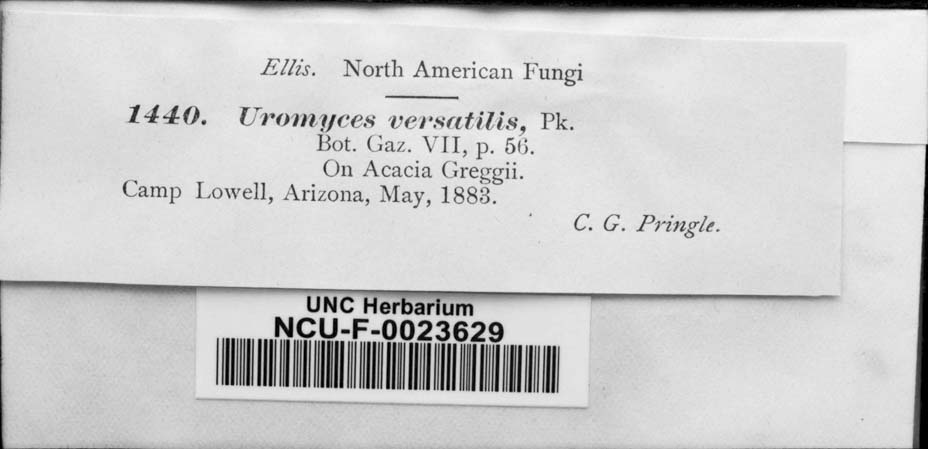 Ellis. North American Fungi
1440. Uromyces versatilis, Pk.
Bot. Gaz. VII, p. 56.
On Acacia Greggii.
Camp Lowell, Arizona, May, 1883.
C. G. Pringle.
UNC Herbarium
NCU-F-0023629